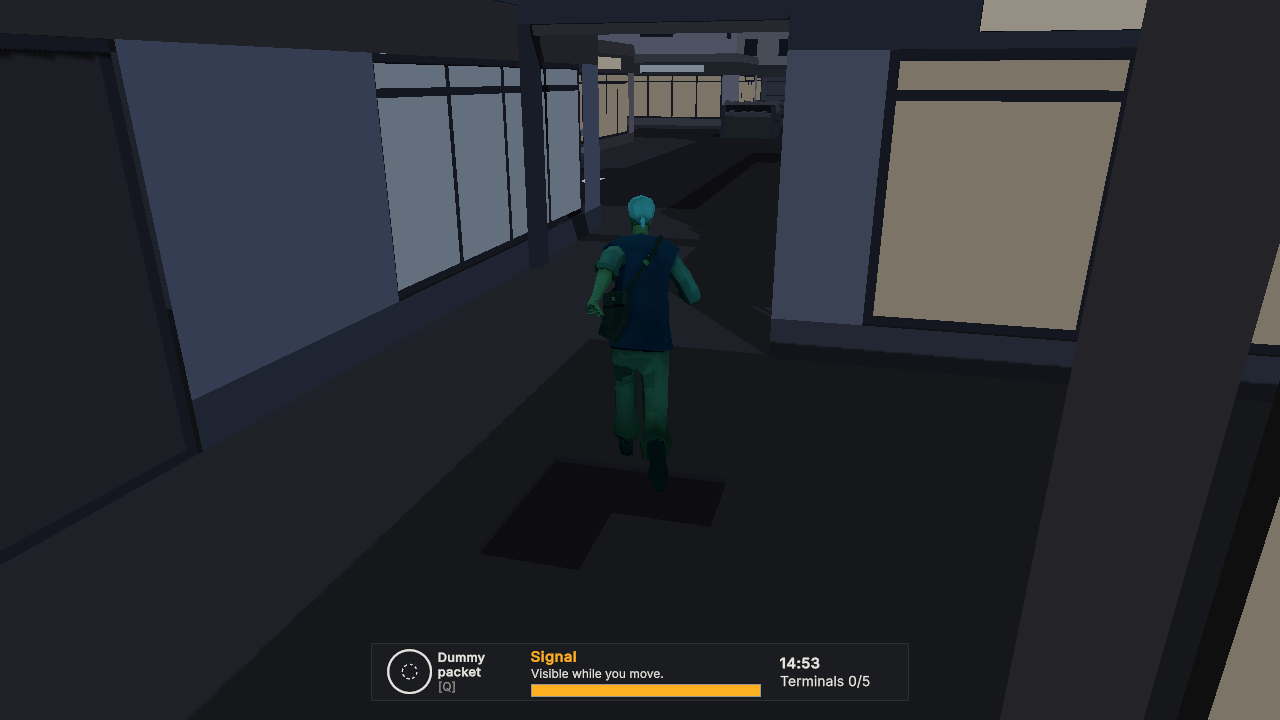 Dummy
packet
[Q]
Signal
Visible while you move.
14:53
Terminals 0/5